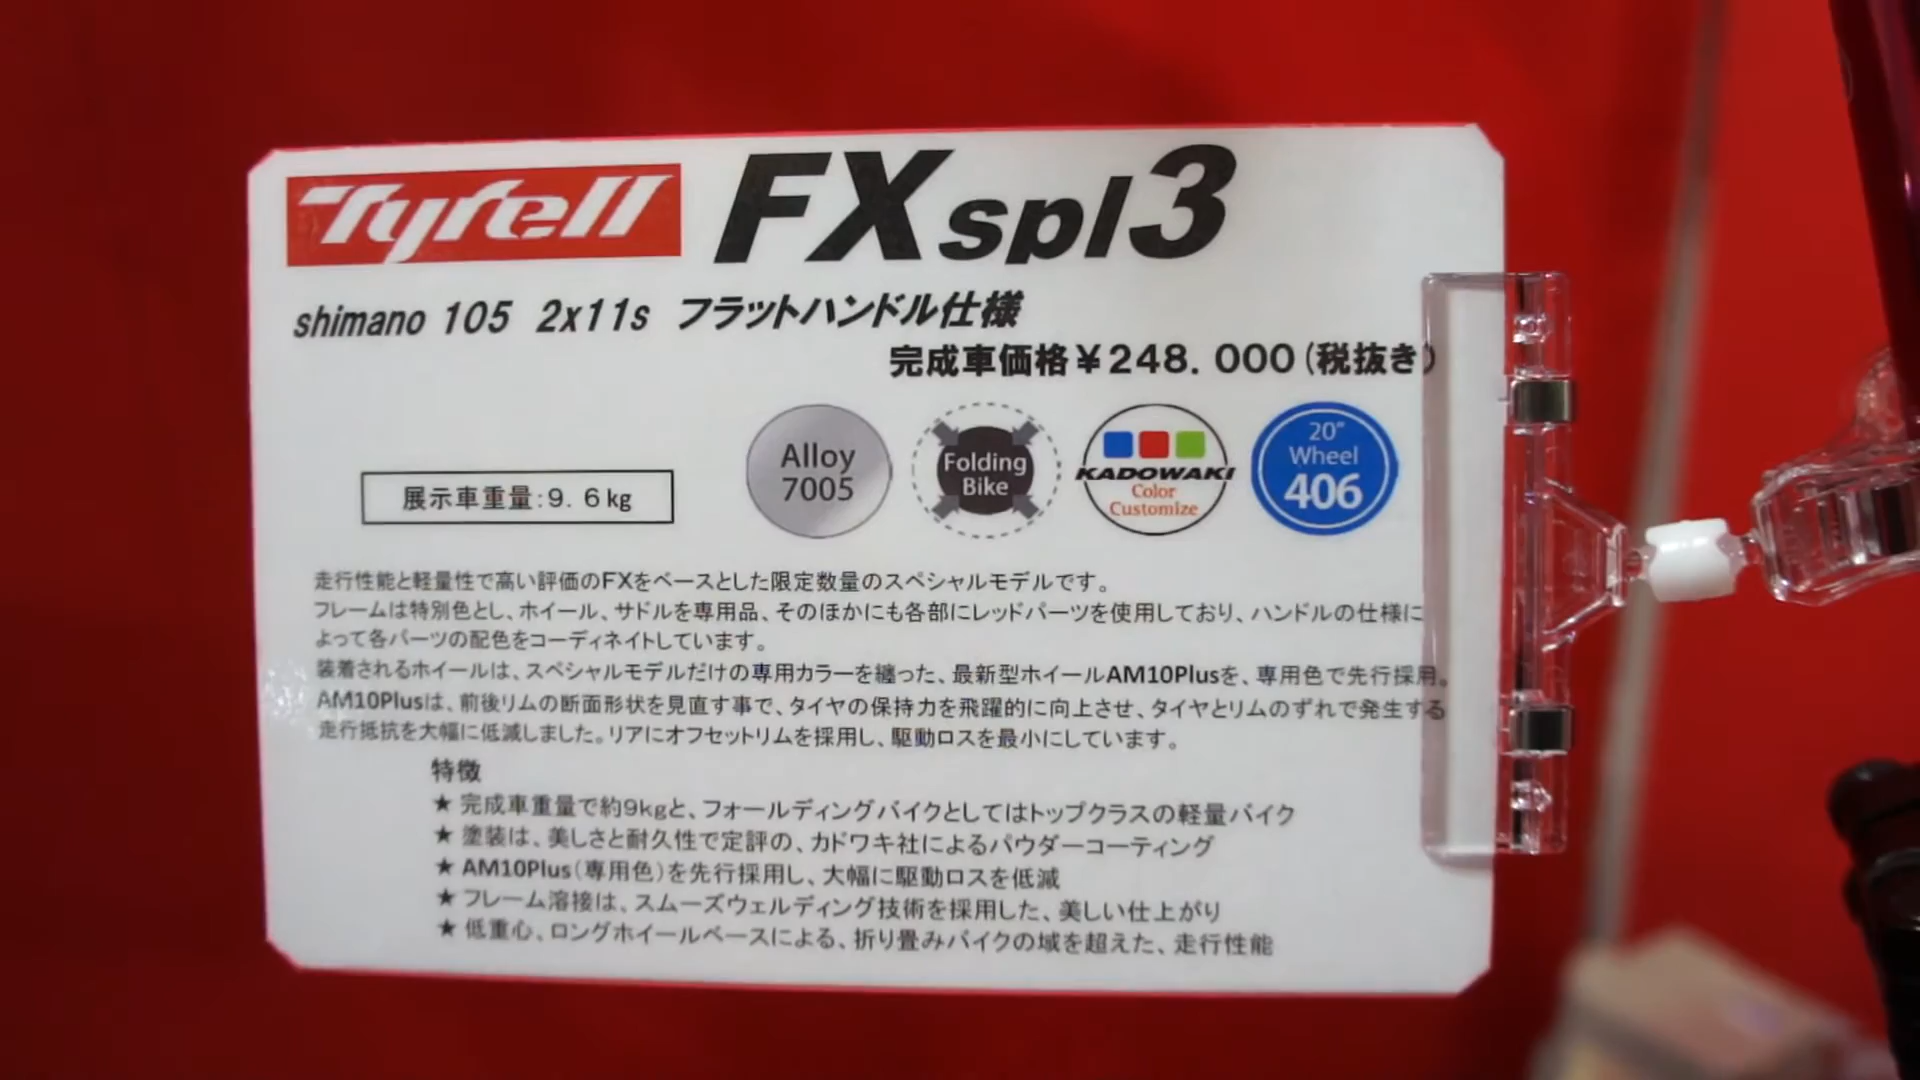 Tyrell FXspl3
shimano 105 2x11s フラットハンドル仕様
完成車価格¥248.000(税抜き)
展示車重量:9.6kg
Alloy
7005
Folding
Bike
KADOWAKI
Color
Customize
20"
Wheel
406
走行性能と軽量性で高い評価のFXをベースとした限定数量のスペシャルモデルです。
フレームは特別色とし、ホイール、サドルを専用品、そのほかにも各部にレッドパーツを使用しており、ハンドルの仕様に
よって各パーツの配色をコーディネイトしています。
装着されるホイールは、スペシャルモデルだけの専用カラーを纏った、最新型ホイールAM10Plusを、専用色で先行採用。
AM10Plusは、前後リムの断面形状を見直す事で、タイヤの保持力を飛躍的に向上させ、タイヤとリムのずれで発生する
走行抵抗を大幅に低減しました。リアにオフセットリムを採用し、駆動ロスを最小にしています。
特徴
★ 完成車重量で約9kgと、フォールディングバイクとしてはトップクラスの軽量バイク
★ 塗装は、美しさと耐久性で定評の、カドワキ社によるパウダーコーティング
★ AM10Plus(専用色)を先行採用し、大幅に駆動ロスを低減
★ フレーム溶接は、スムーズウェルディング技術を採用した、美しい仕上がり
★ 低重心、ロングホイールベースによる、折り畳みバイクの域を超えた、走行性能